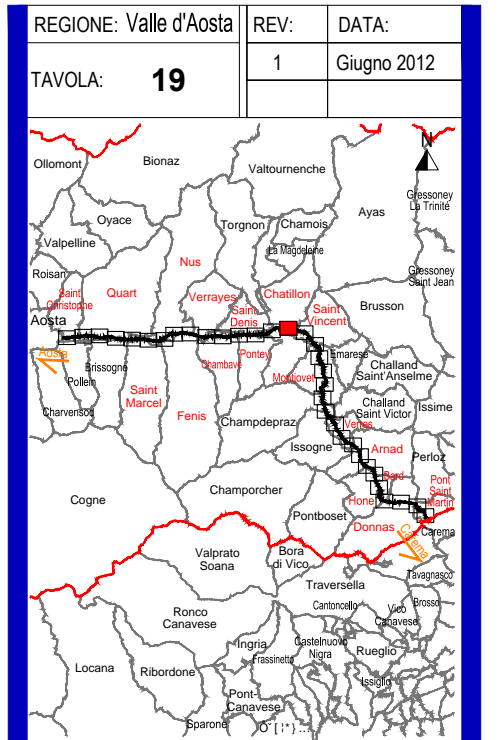 REGIONE: Valle d'Aosta
REV:
DATA:
TAVOLA: 19
1
Giugno 2012
N
Ollomont
Bionaz
Valtournenche
Ayas
Gressoney
La Trinité
Oyace
Torgnon
Chamois
Valpelline
La Magdeleine
Roisan
Nus
Gressoney
Saint Jean
Saint
Christophe
Quart
Verrayes
Chatillon
Saint
Denis
Saint
Vincent
Brusson
Aosta
Aosta
Brissogne
Chambave
Pontey
Emarese
Pollein
Saint
Marcel
Montjovet
Challand
Saint'Anselme
Charvensod
Fenis
Champdepraz
Challand
Saint Victor
Issime
Verres
Issogne
Arnad
Perloz
Cogne
Champorcher
Bard
Pont
Saint
Martin
Hone
Pontboset
Donnas
Carema
Carema
Valprato
Soana
Bora
di Vico
Tavagnasco
Traversella
Ronco
Canavese
Cantoncello
Vico
Canavese
Brosso
Ingria
Castelnuovo
Nigra
Rueglio
Frassinetto
Locana
Ribordone
Issiglio
Pont-
Canavese
Sparone